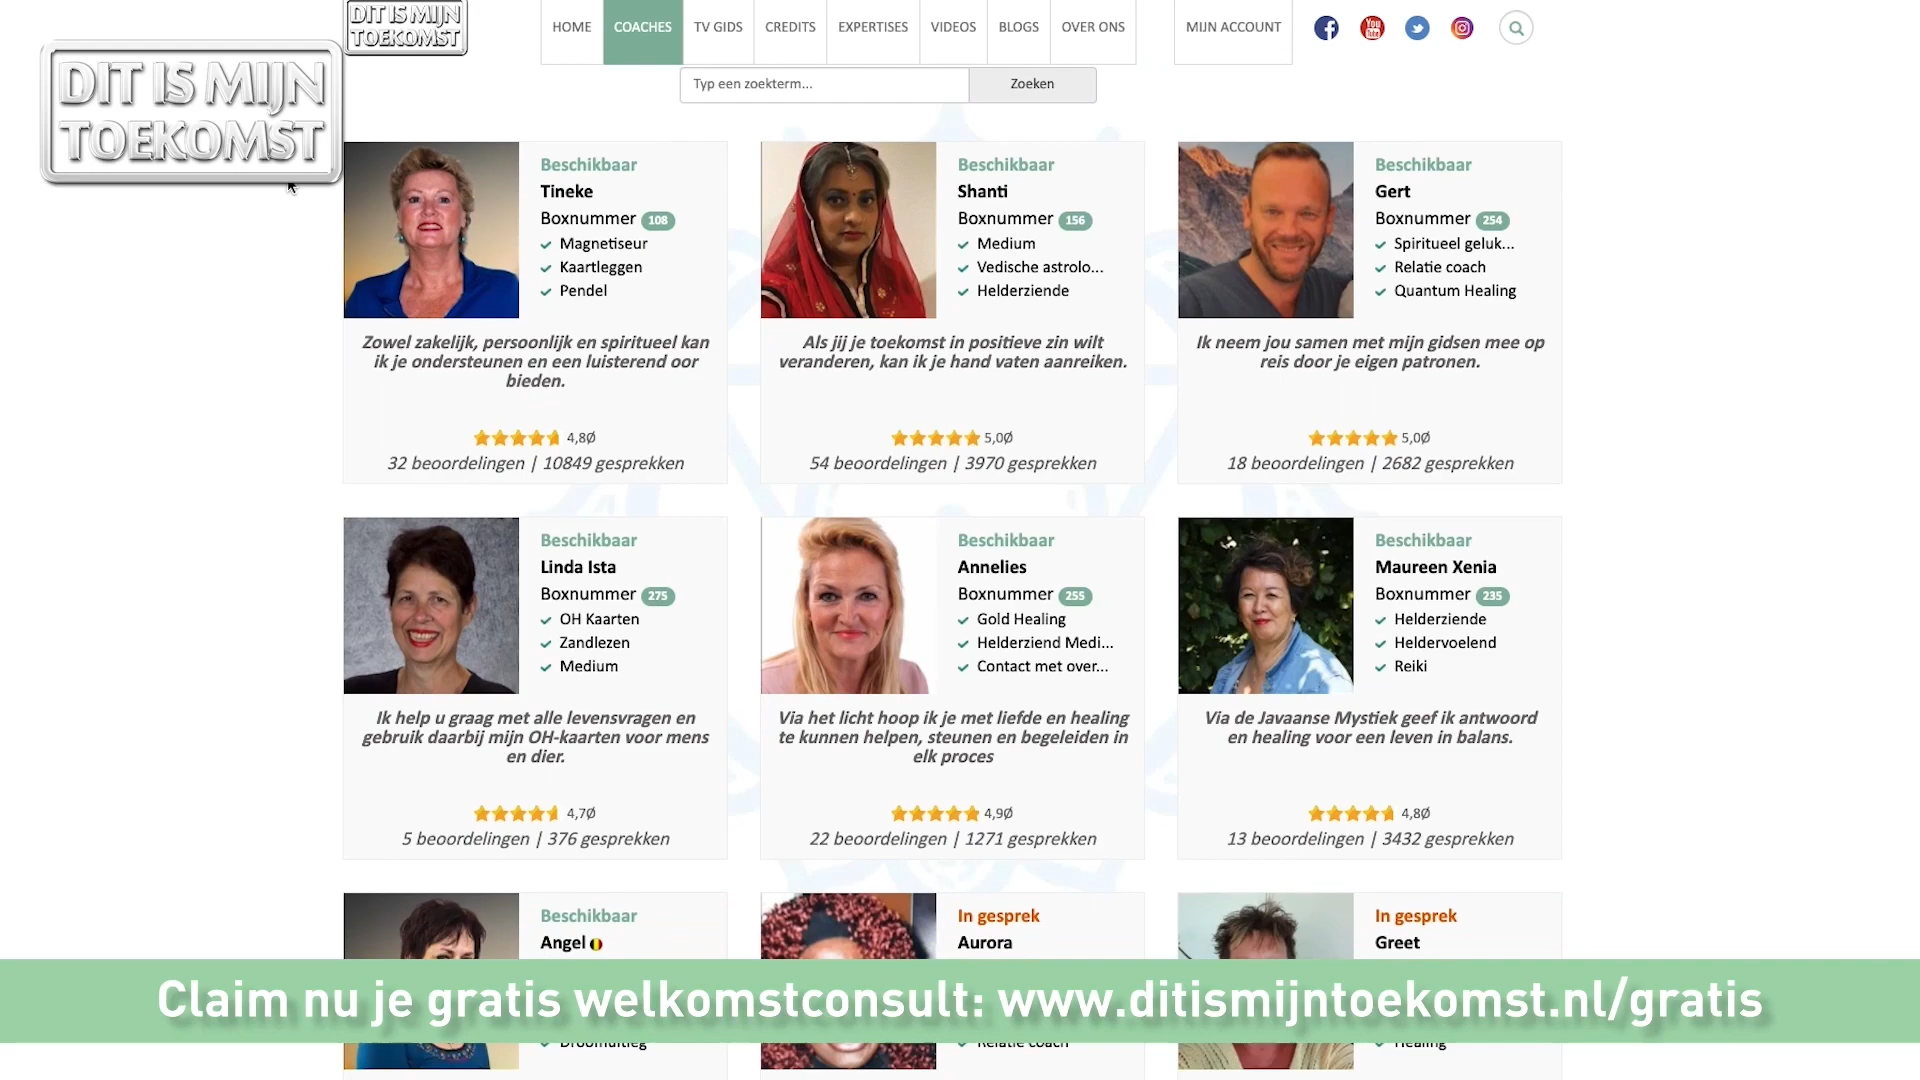 DIT IS MIJN
TOEKOMST
DIT IS MIJN
TOEKOMST
HOME
COACHES
TV GIDS
CREDITS
EXPERTISES
VIDEOS
BLOGS
OVER ONS
MIJN ACCOUNT
Typ een zoekterm...
Zoeken
Beschikbaar
Tineke
Boxnummer 108
Magnetiseur
Kaartleggen
Pendel
Zowel zakelijk, persoonlijk en spiritueel kan
ik je ondersteunen en een luisterend oor
bieden.
4,8Ø
32 beoordelingen | 10849 gesprekken
Beschikbaar
Shanti
Boxnummer 156
Medium
Vedische astrolo...
Helderziende
Als jij je toekomst in positieve zin wilt
veranderen, kan ik je hand vaten aanreiken.
5,0Ø
54 beoordelingen | 3970 gesprekken
Beschikbaar
Gert
Boxnummer 254
Spiritueel geluk...
Relatie coach
Quantum Healing
Ik neem jou samen met mijn gidsen mee op
reis door je eigen patronen.
5,0Ø
18 beoordelingen | 2682 gesprekken
Beschikbaar
Linda Ista
Boxnummer 275
OH Kaarten
Zandlezen
Medium
Ik help u graag met alle levensvragen en
gebruik daarbij mijn OH-kaarten voor mens
en dier.
4,7Ø
5 beoordelingen | 376 gesprekken
Beschikbaar
Annelies
Boxnummer 255
Gold Healing
Helderziend Medi...
Contact met over...
Via het licht hoop ik je met liefde en healing
te kunnen helpen, steunen en begeleiden in
elk proces
4,9Ø
22 beoordelingen | 1271 gesprekken
Beschikbaar
Maureen Xenia
Boxnummer 235
Helderziende
Heldervoelend
Reiki
Via de Javaanse Mystiek geef ik antwoord
en healing voor een leven in balans.
4,8Ø
13 beoordelingen | 3432 gesprekken
Beschikbaar
Angel
In gesprek
Aurora
In gesprek
Greet
Claim nu je gratis welkomstconsult: www.ditismijntoekomst.nl/gratis
Droomuitleg
Relatie coach
Healing